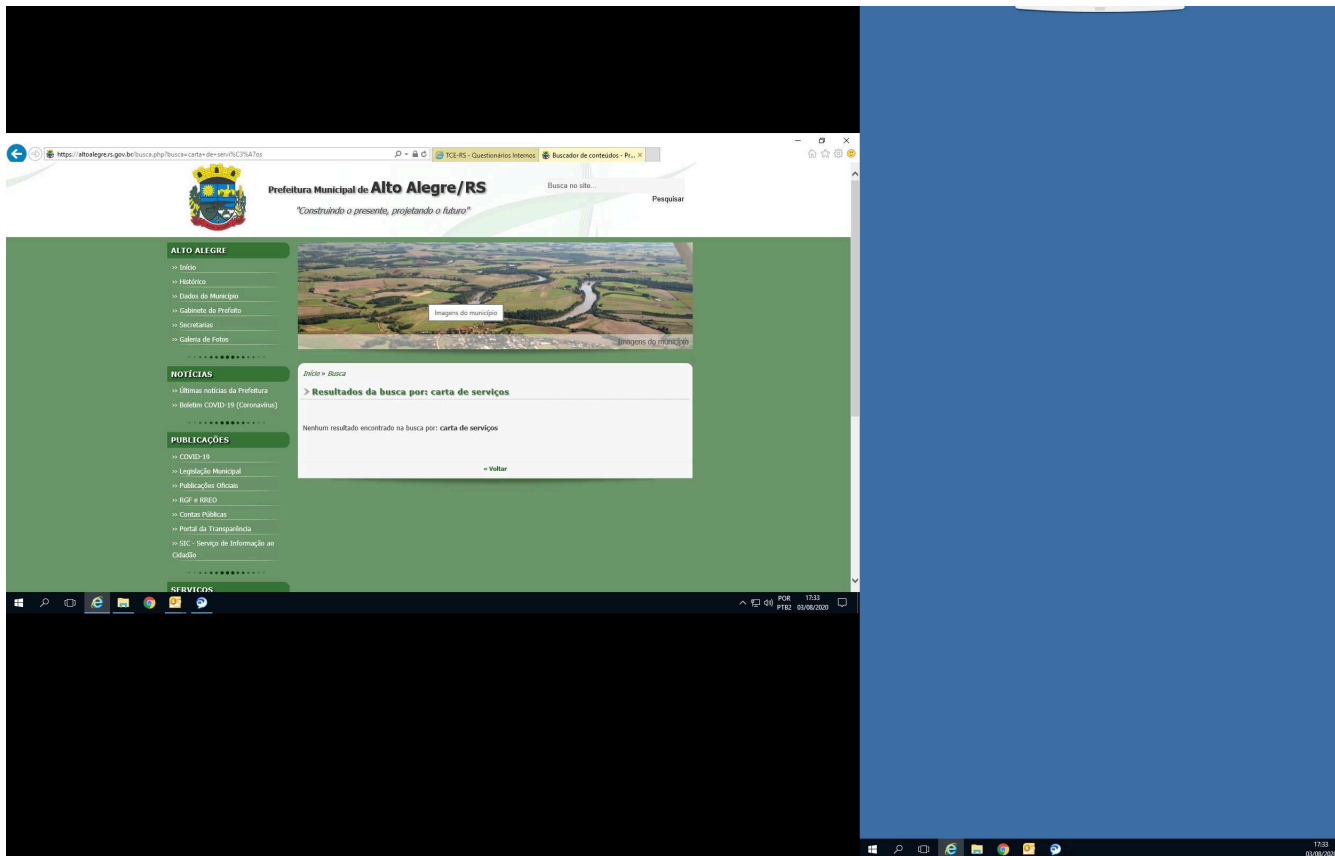 https://altoalegre.rs.gov.br/busca.php?busca=carta+de+servi%C3%A7os
TCE-RS - Questionários Internos
Buscador de conteúdos - Pr...
Prefeitura Municipal de Alto Alegre/RS
"Construindo o presente, projetando o futuro"
Busca no site...
Pesquisar
ALTO ALEGRE
» Início
» Histórico
» Dados do Município
» Gabinete do Prefeito
» Secretarias
» Galeria de Fotos
NOTÍCIAS
» Últimas notícias da Prefeitura
» Boletim COVID-19 (Coronavírus)
PUBLICAÇÕES
» COVID-19
» Legislação Municipal
» Publicações Oficiais
» RGF e RREO
» Contas Públicas
» Portal da Transparência
» SIC - Serviço de Informação ao
Cidadão
SERVIÇOS
Imagens do município
Imagens do município
Início » Busca
Resultados da busca por: carta de serviços
Nenhum resultado encontrado na busca por: carta de serviços
« Voltar
POR
PTB2
17:33
03/08/2020
17:33
03/08/2020